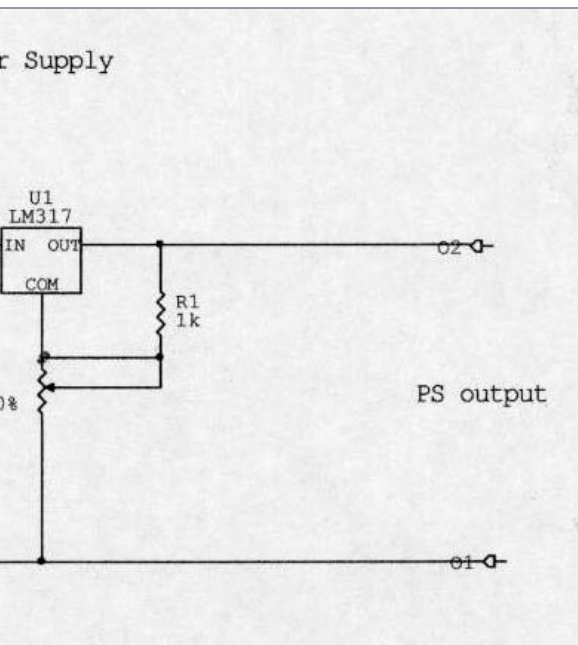 r Supply
U1
LM317
IN OUT
COM
O2
R1
1k
0%
PS output
O1